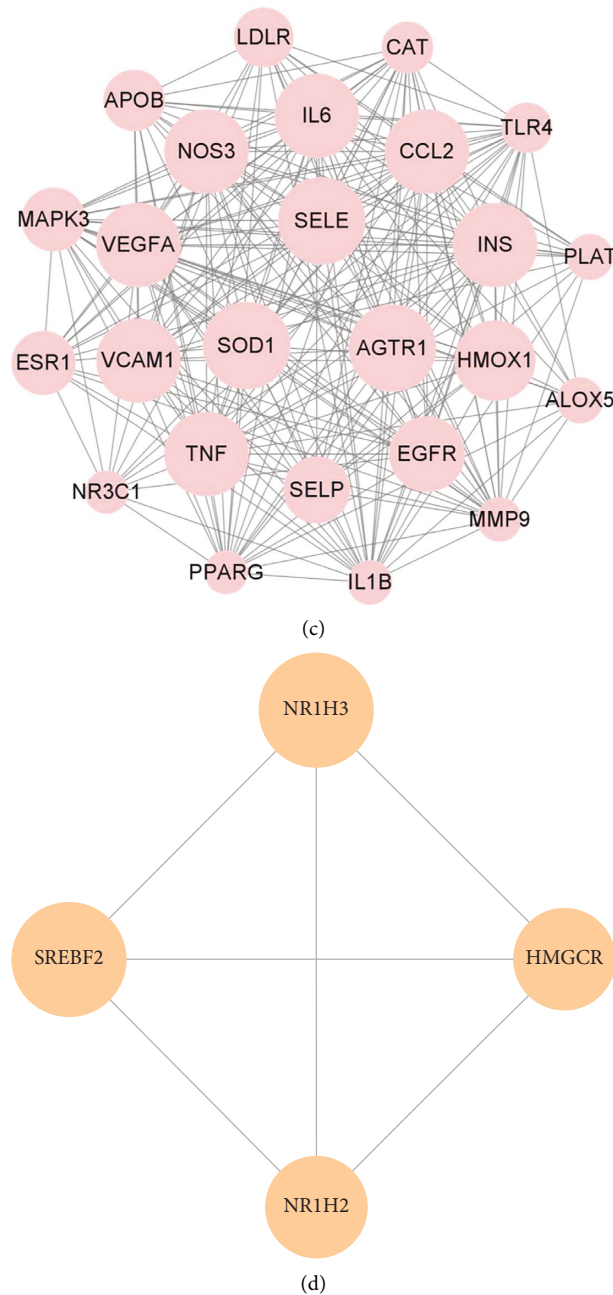 LDLR
CAT
APOB
IL6
TLR4
NOS3
CCL2
MAPK3
SELE
VEGFA
INS
PLAT
ESR1
VCAM1
SOD1
AGTR1
HMOX1
ALOX5
TNF
EGFR
NR3C1
SELP
MMP9
PPARG
IL1B
(c)
NR1H3
SREBF2
HMGCR
NR1H2
(d)